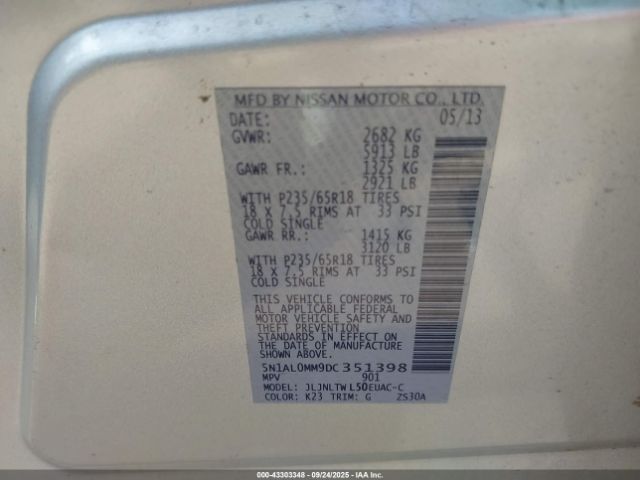 MFD BY NISSAN MOTOR CO., LTD.
DATE: 05/13
GVWR: 2682 KG
5913 LB
GAWR FR.: 1325 KG
2921 LB
WITH P235/65R18 TIRES
18 X 7.5 RIMS AT 33 PSI
COLD SINGLE
GAWR RR.: 1415 KG
3120 LB
WITH P235/65R18 TIRES
18 X 7.5 RIMS AT 33 PSI
COLD SINGLE
THIS VEHICLE CONFORMS TO
ALL APPLICABLE FEDERAL
MOTOR VEHICLE SAFETY AND
THEFT PREVENTION
STANDARDS IN EFFECT ON
THE DATE OF MANUFACTURE
SHOWN ABOVE.
5N1AL0MM9DC351398
MPV 901
MODEL: JLJNLTWL50EUAC-C
COLOR: K23 TRIM: G ZS30A
000-43303348 - 09/24/2025 - IAA Inc.